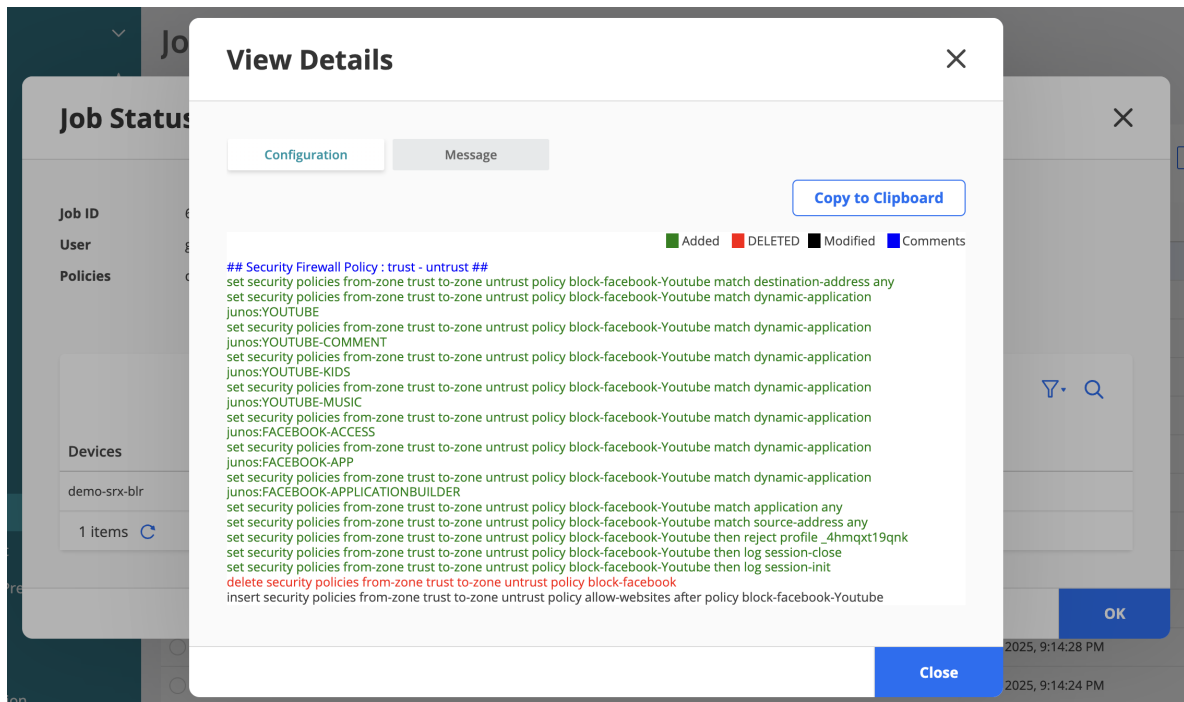 Jo
View Details
Job Status
Configuration
Message
Copy to Clipboard
Job ID
User
Policies
Added
DELETED
Modified
Comments
## Security Firewall Policy : trust - untrust ##
set security policies from-zone trust to-zone untrust policy block-facebook-Youtube match destination-address any
set security policies from-zone trust to-zone untrust policy block-facebook-Youtube match dynamic-application
junos:YOUTUBE
set security policies from-zone trust to-zone untrust policy block-facebook-Youtube match dynamic-application
junos:YOUTUBE-COMMENT
set security policies from-zone trust to-zone untrust policy block-facebook-Youtube match dynamic-application
junos:YOUTUBE-KIDS
set security policies from-zone trust to-zone untrust policy block-facebook-Youtube match dynamic-application
junos:YOUTUBE-MUSIC
set security policies from-zone trust to-zone untrust policy block-facebook-Youtube match dynamic-application
junos:FACEBOOK-ACCESS
set security policies from-zone trust to-zone untrust policy block-facebook-Youtube match dynamic-application
junos:FACEBOOK-APP
set security policies from-zone trust to-zone untrust policy block-facebook-Youtube match dynamic-application
junos:FACEBOOK-APPLICATIONBUILDER
set security policies from-zone trust to-zone untrust policy block-facebook-Youtube match application any
set security policies from-zone trust to-zone untrust policy block-facebook-Youtube match source-address any
set security policies from-zone trust to-zone untrust policy block-facebook-Youtube then reject profile _4hmqxt19qnk
set security policies from-zone trust to-zone untrust policy block-facebook-Youtube then log session-close
set security policies from-zone trust to-zone untrust policy block-facebook-Youtube then log session-init
delete security policies from-zone trust to-zone untrust policy block-facebook
insert security policies from-zone trust to-zone untrust policy allow-websites after policy block-facebook-Youtube
Devices
demo-srx-blr
1 items
Pre
OK
2025, 9:14:28 PM
Close
2025, 9:14:24 PM
ion